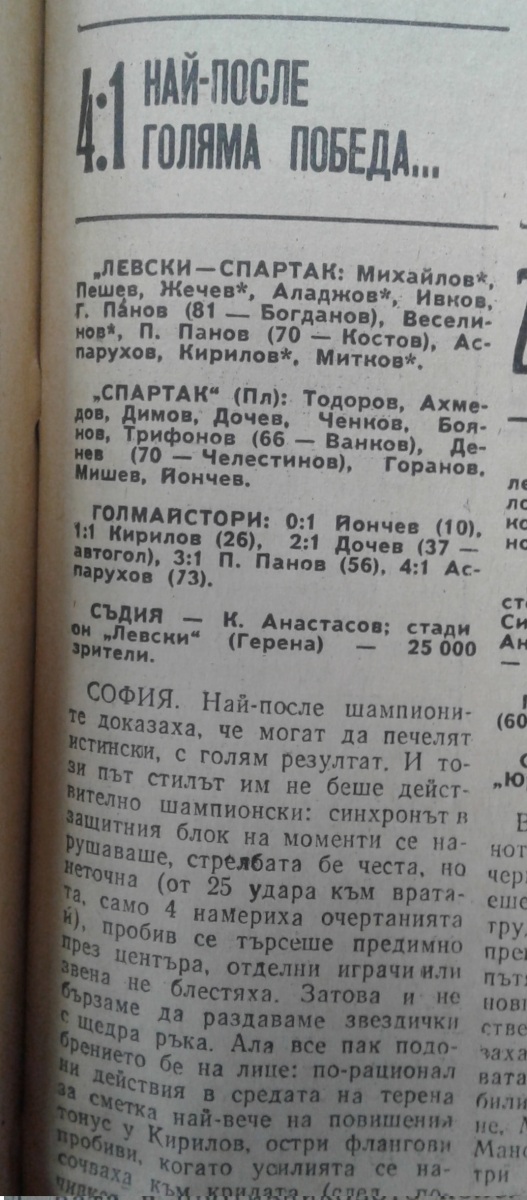 4:1 НАЙ-ПОСЛЕ
ГОЛЯМА ПОБЕДА...
„ЛЕВСКИ—СПАРТАК: Михайлов*,
Пешев, Жечев*, Аладжов*, Ивков,
Г. Панов (81 — Богданов), Весели-
нов*, П. Панов (70 — Костов), Ас-
парухов, Кирилов*, Митков*.
„СПАРТАК“ (Пл): Тодоров, Ахме-
дов, Димов, Дочев, Ченков, Боя-
нов, Трифонов (66 — Ванков), Де-
нев (70 — Челестинов), Горанов,
Мишев, Йончев.
ГОЛМАЙСТОРИ: 0:1 Йончев (10),
1:1 Кирилов (26), 2:1 Дочев (37 —
автогол), 3:1 П. Панов (56), 4:1 Ас-
парухов (73).
СЪДИЯ — К. Анастасов; стади
он „Левски“ (Герена) — 25 000
зрители.
СОФИЯ. Най-после шампиони-
те доказаха, че могат да печелят
истински, с голям резултат. И то-
зи път стилът им не беше дейст-
вително шампионски: синхронът в
защитния блок на моменти се на-
рушаваше, стрелбата бе честа, но
неточна (от 25 удара към врата-
та, само 4 намериха очертанията
й), пробив се търсеше предимно
през центъра, отделни играчи или
звена не блестяха. Затова и не
бързаме да раздаваме звездички
с щедра ръка. Ала все пак подо-
брението бе на лице: по-рационал
ни действия в средата на терена
за сметка най-вече на повишения
тонус у Кирилов, остри флангови
пробиви, когато усилията се на-
сочваха към крилата (след по-